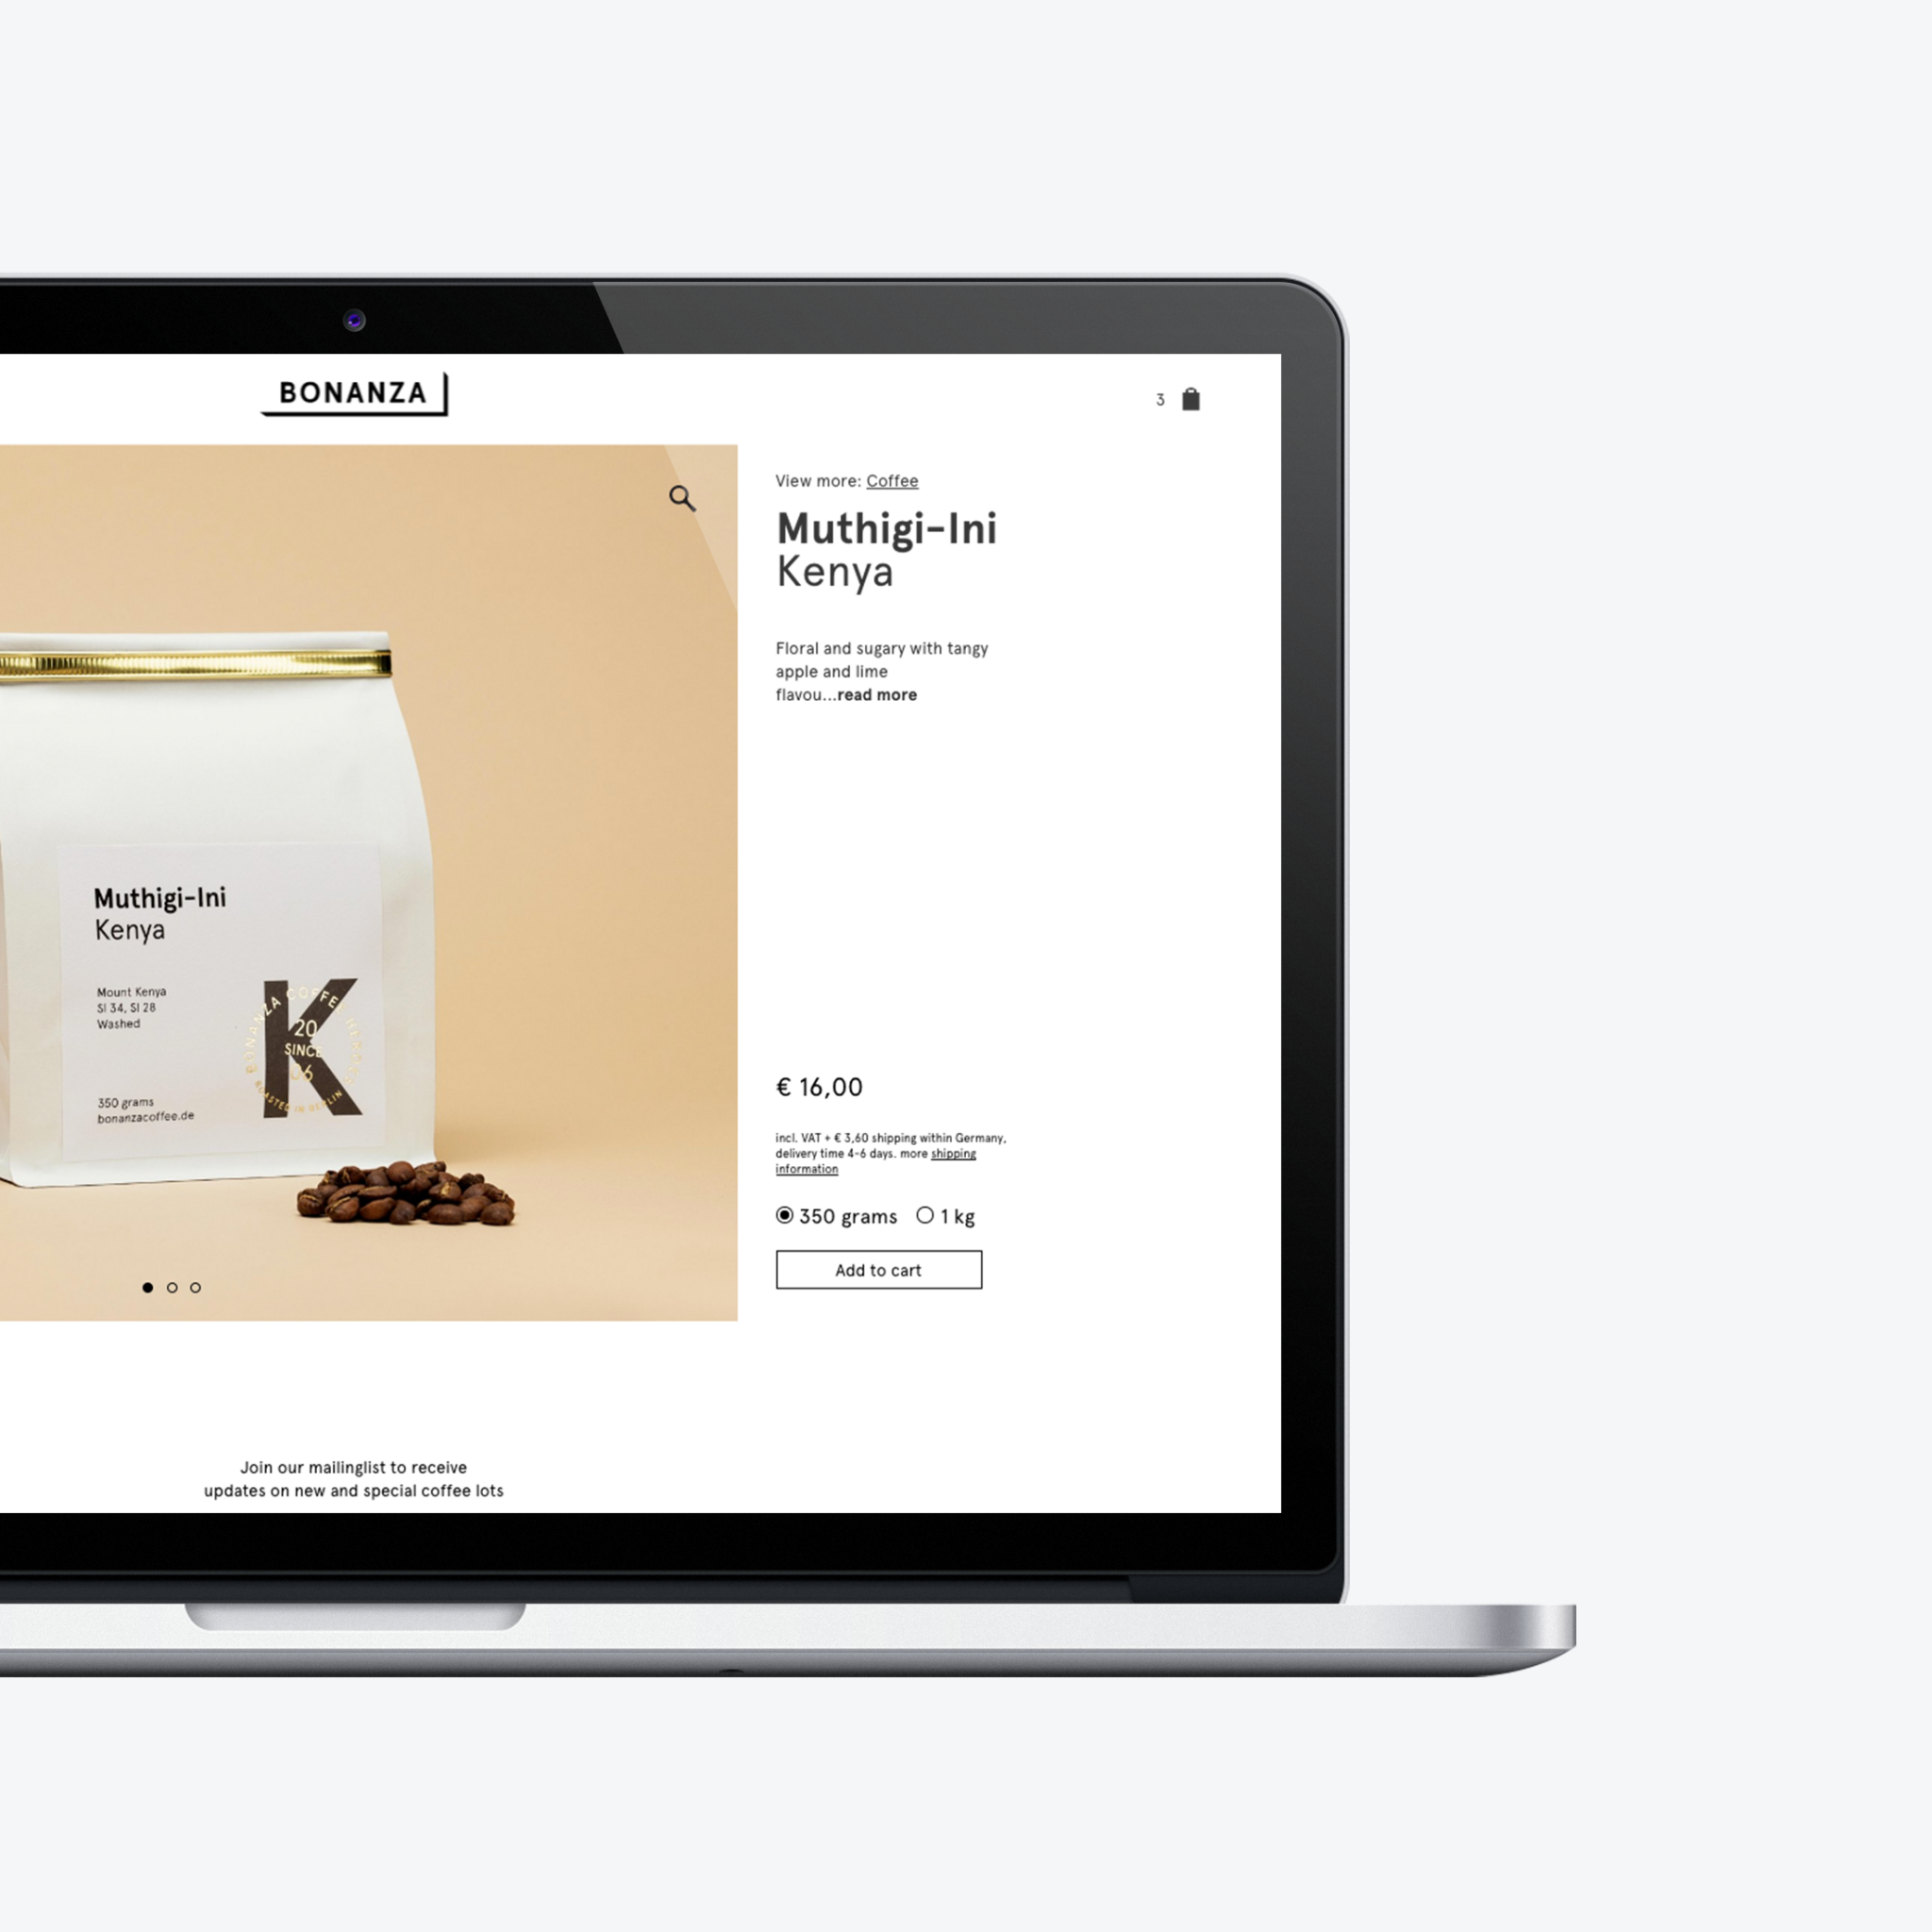 BONANZA
3
View more: Coffee
Muthigi-Ini
Kenya
Floral and sugary with tangy
apple and lime
flavou...read more
Muthigi-Ini
Kenya
Mount Kenya
Sl 34, Sl 28
Washed
350 grams
bonanzacoffee.de
K
BONANZA COFFEE
20
SINCE
06
ROASTED IN BERLIN
€ 16,00
incl. VAT + € 3,60 shipping within Germany,
delivery time 4-6 days. more shipping
information
350 grams
1 kg
Add to cart
Join our mailinglist to receive
updates on new and special coffee lots